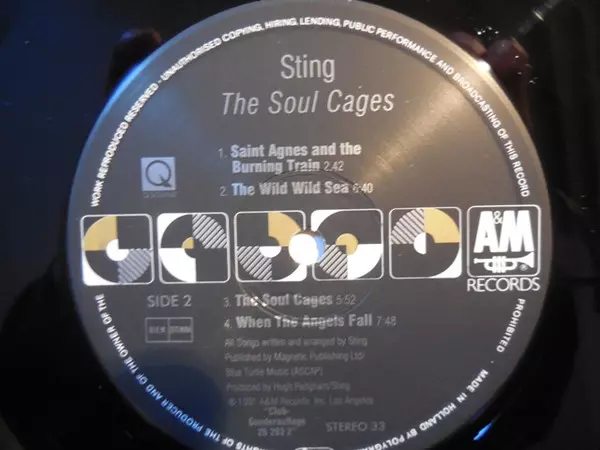 WORK REPRODUCED RESERVED - UNAUTHORISED COPYING, HIRING, LENDING, PUBLIC PERFORMANCE AND BROADCASTING OF THIS RECORD PROHIBITED
Sting
The Soul Cages
1. Saint Agnes and the
Burning Train 2.42
2. The Wild Wild Sea 6:40
Q
A&M
RECORDS
SIDE 2
3. The Soul Cages 5:52
4. When The Angels Fall 7:48
STEREO
All Songs written and arranged by Sting
Published by Magnetic Publishing Ltd/
Blue Turtle Music (ASCAP)
Produced by Hugh Padgham/Sting
1991 A&M Records Inc. Los Angeles
"Club-
Sonderauflage
STEREO 33
MADE IN HOLLAND BY POLYGRAM
RIGHTS OF THE PRODUCER AND OF THE OWNER OF THE